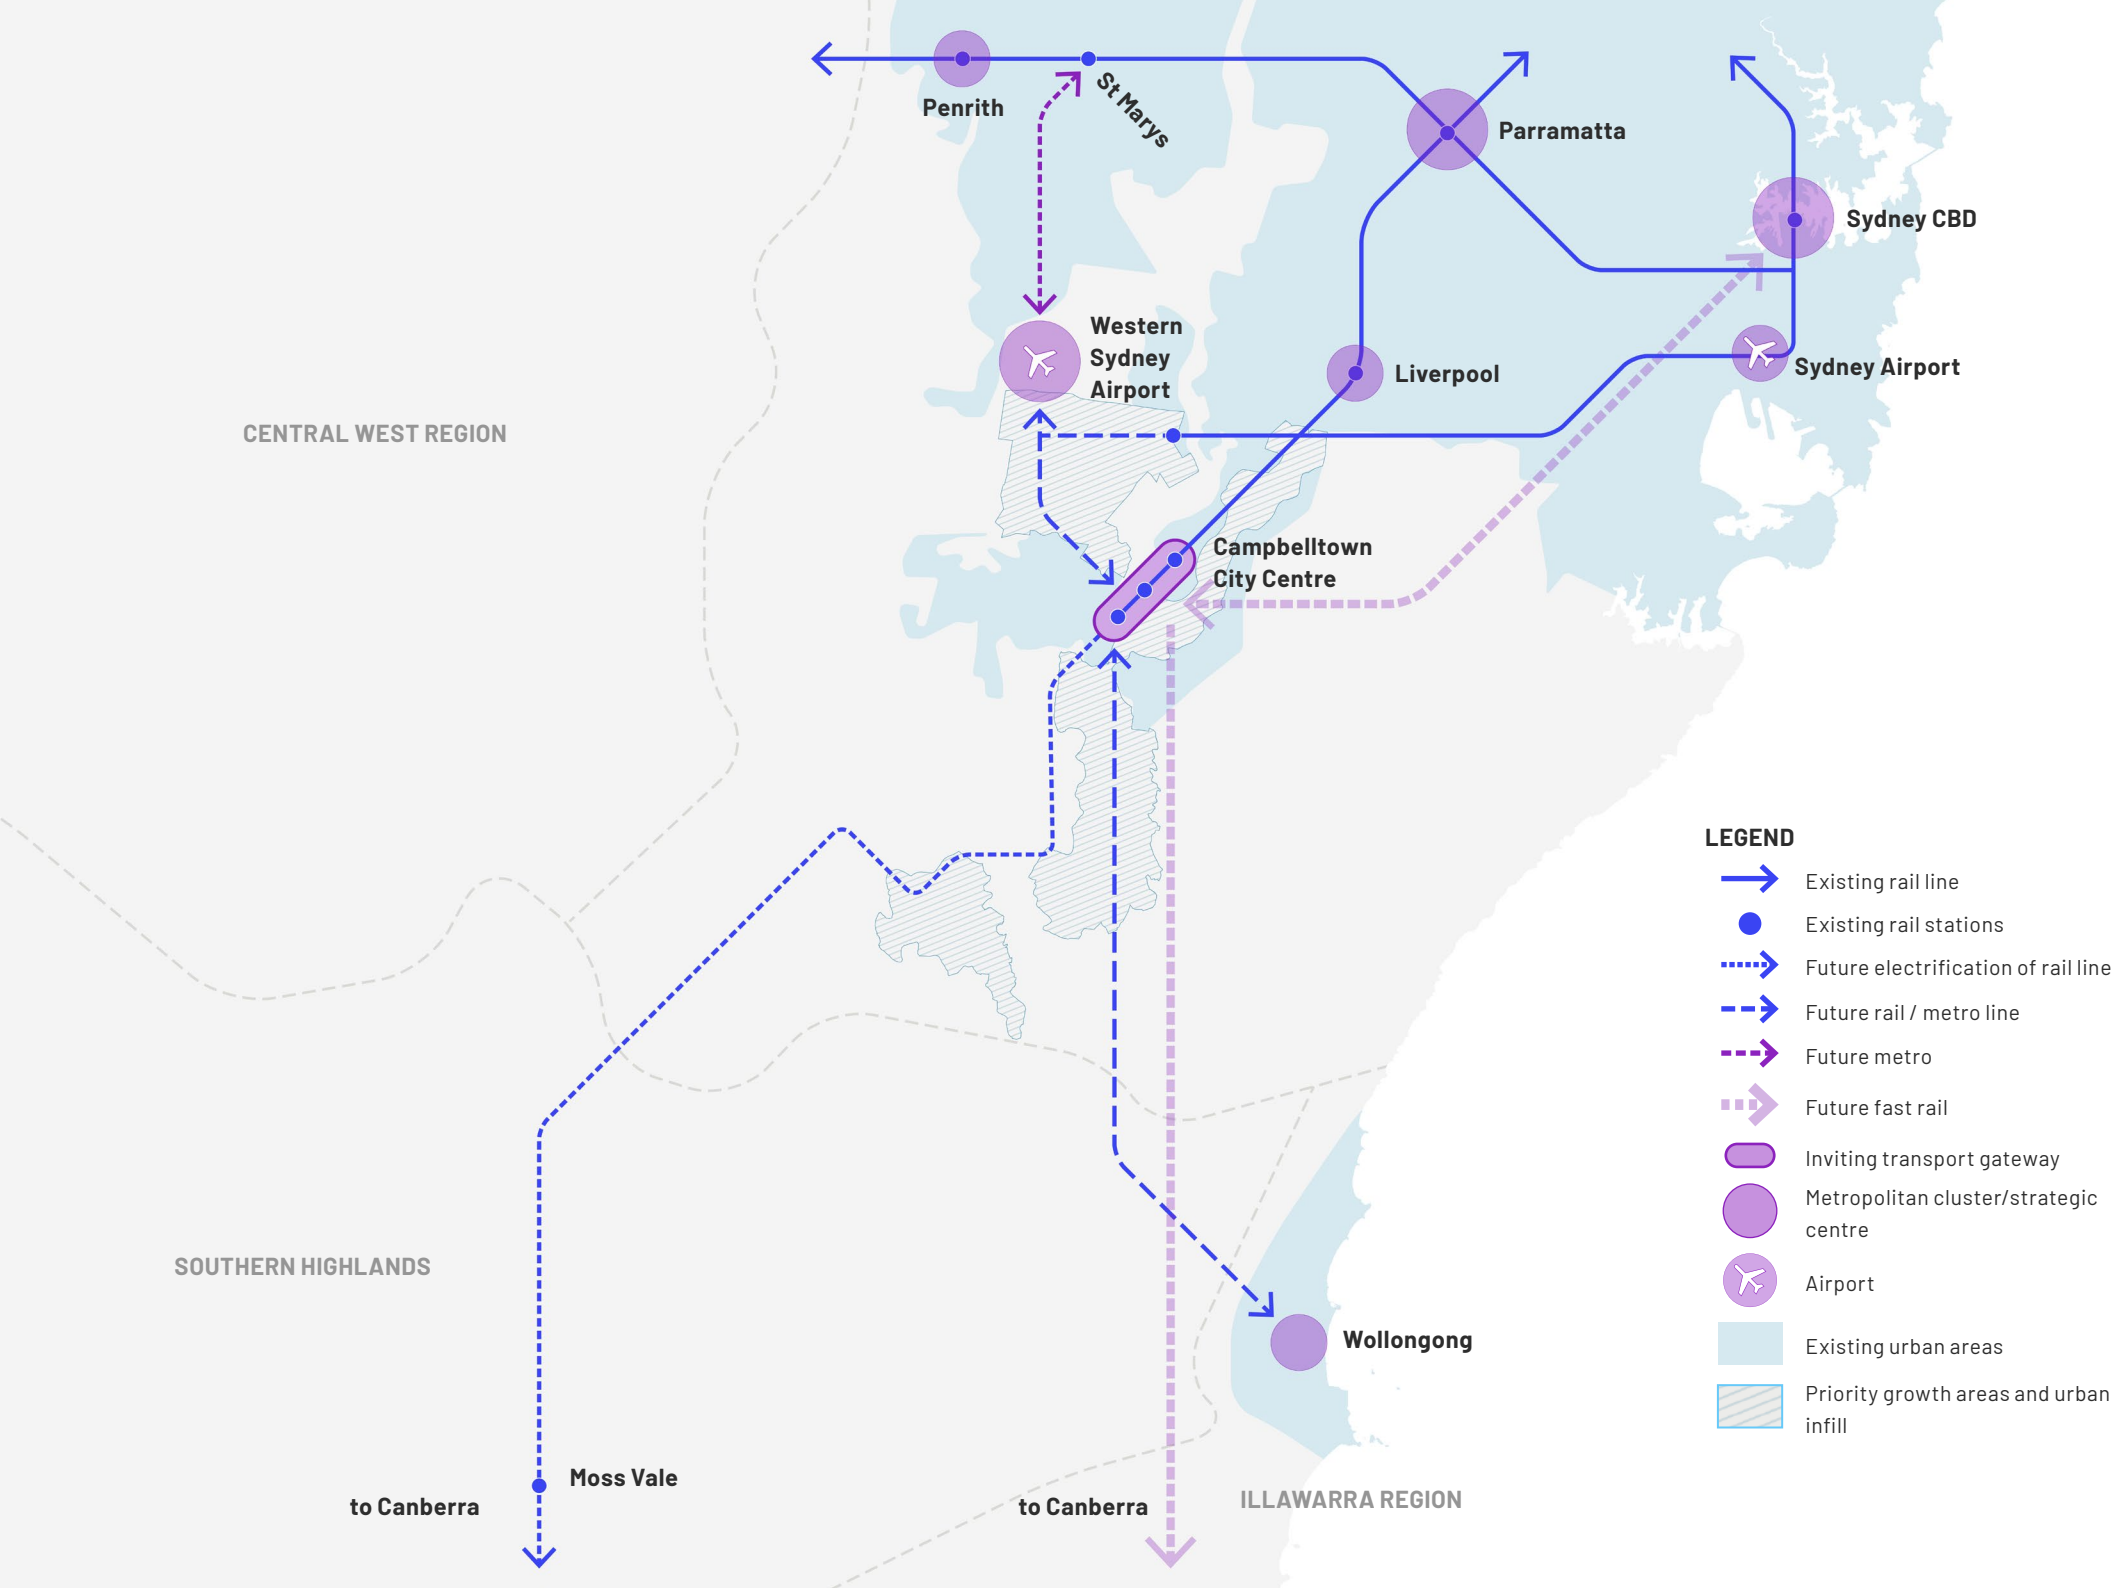 Penrith
St Marys
Parramatta
Sydney CBD
Western
Sydney
Airport
Liverpool
Sydney Airport
CENTRAL WEST REGION
Campbelltown
City Centre
LEGEND
Existing rail line
Existing rail stations
Future electrification of rail line
Future rail / metro line
Future metro
Future fast rail
Inviting transport gateway
Metropolitan cluster/strategic
centre
Airport
Existing urban areas
Priority growth areas and urban
infill
SOUTHERN HIGHLANDS
Wollongong
Moss Vale
to Canberra
to Canberra
ILLAWARRA REGION